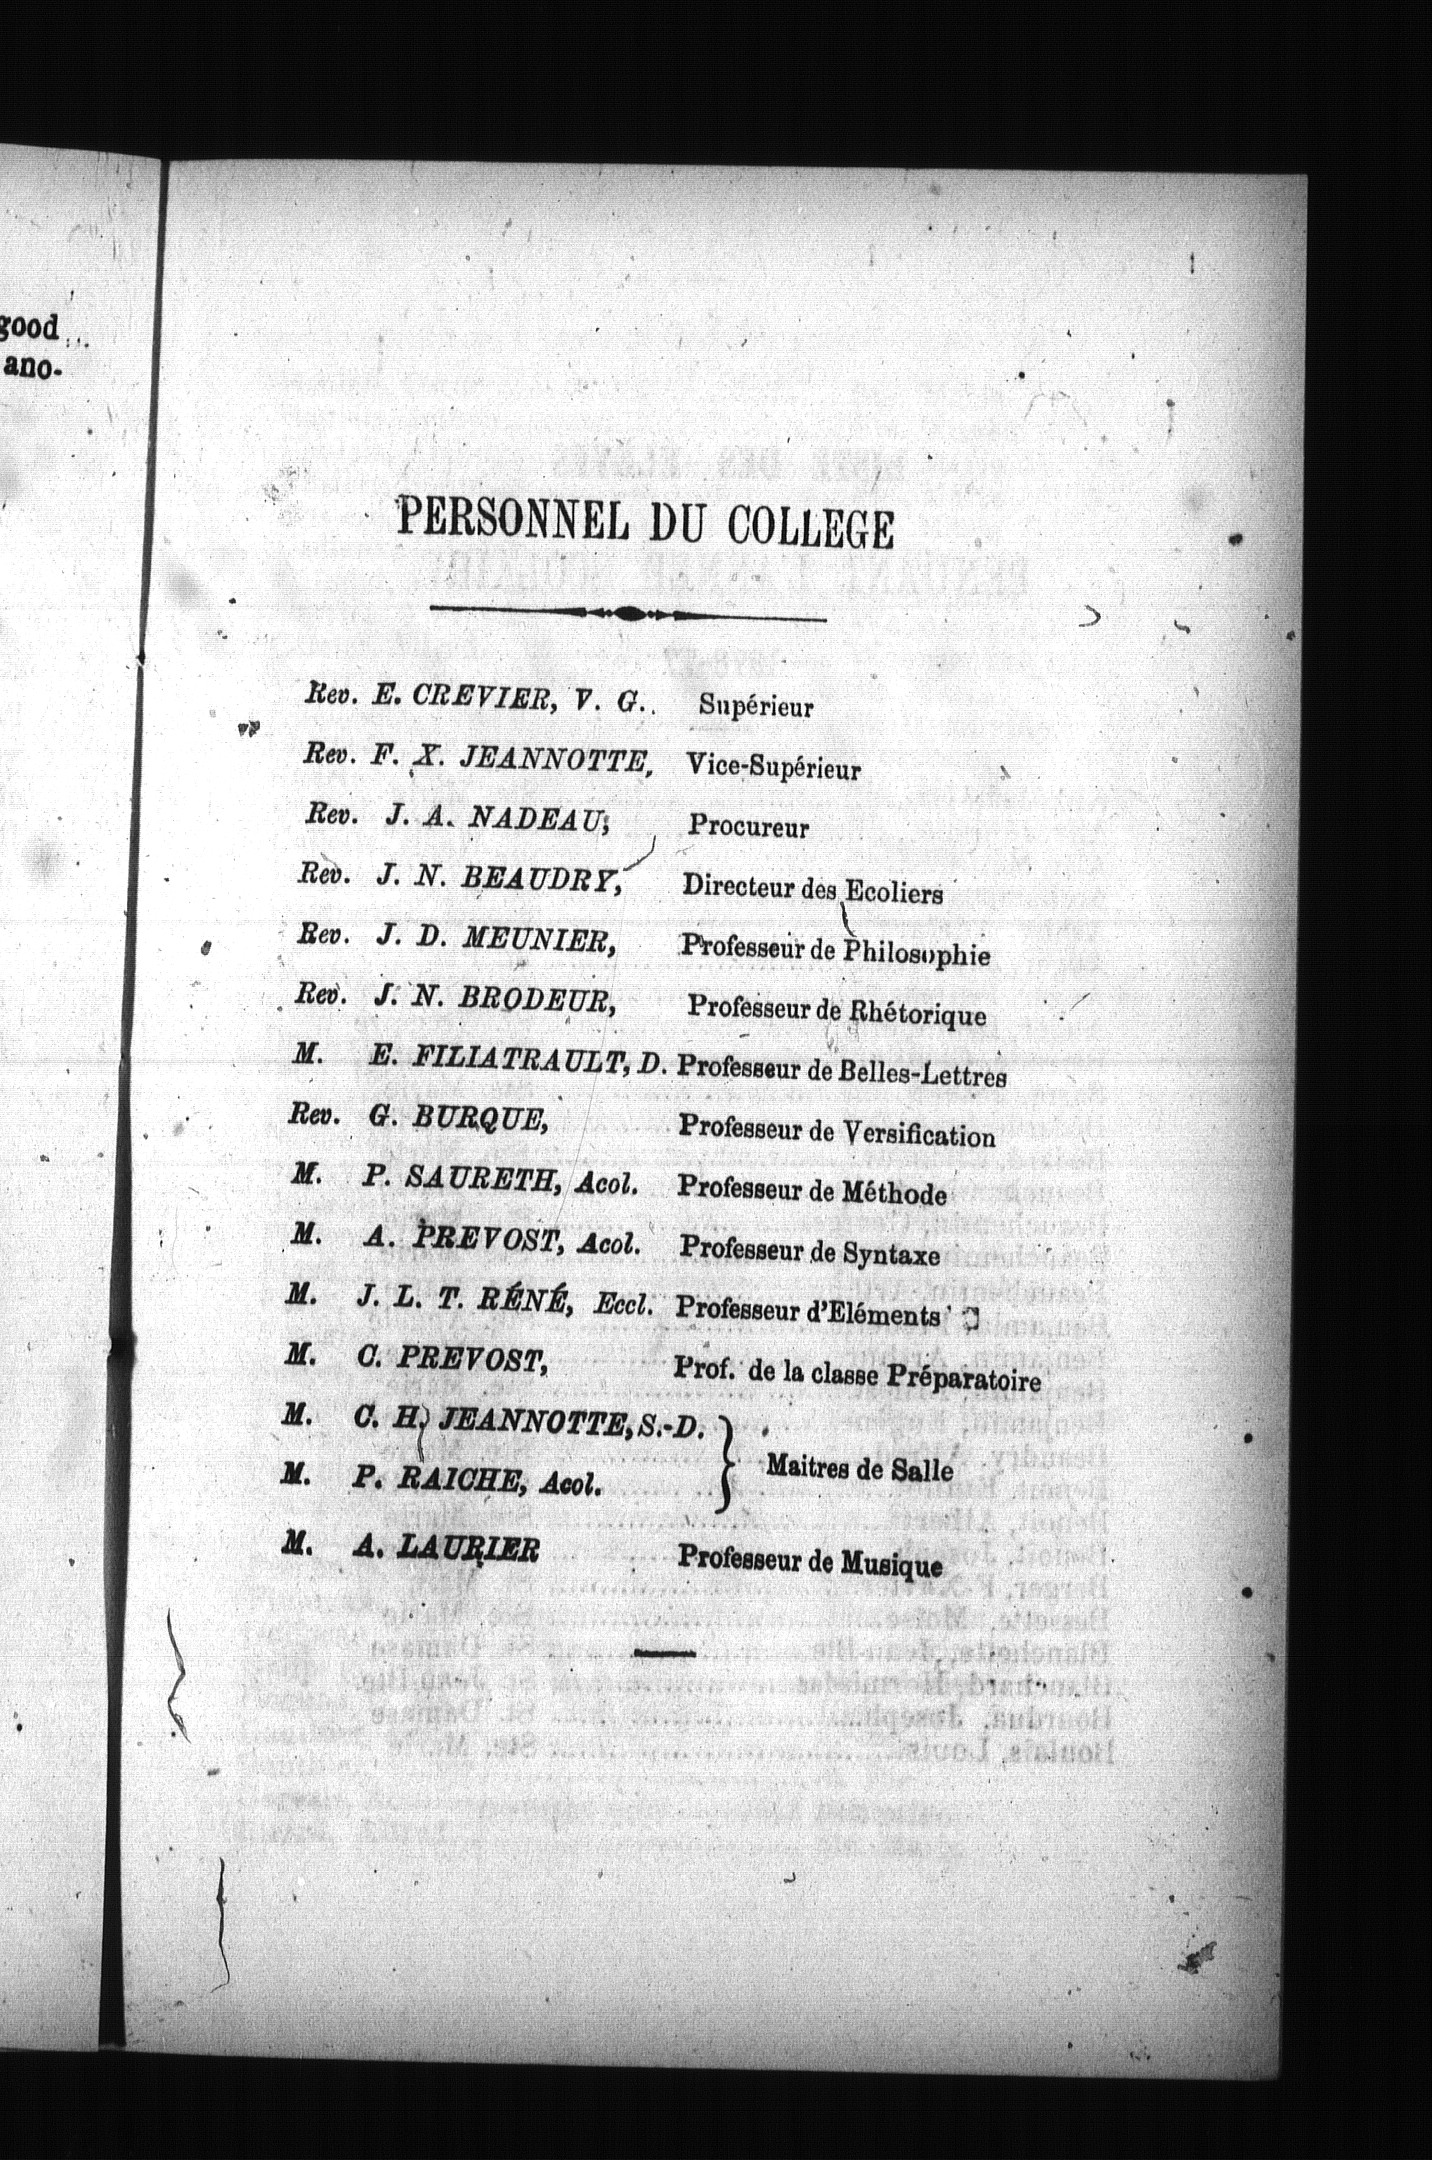 good
ano-
PERSONNEL DU COLLEGE
Rev. E. CREVIER, V. G.. Supérieur
Rev. F. X. JEANNOTTE, Vice-Supérieur
Rev. J. A. NADEAU, Procureur
Rev. J. N. BEAUDRY, Directeur des Ecoliers
Rev. J. D. MEUNIER, Professeur de Philosophie
Rev. J. N. BRODEUR, Professeur de Rhétorique
M. E. FILIATRAULT, D. Professeur de Belles-Lettres
Rev. G. BURQUE, Professeur de Versification
M. P. SAURETH, Acol. Professeur de Méthode
M. A. PREVOST, Acol. Professeur de Syntaxe
M. J. L. T. RÉNÉ, Eccl. Professeur d'Eléments
M. C. PREVOST, Prof. de la classe Préparatoire
M. C. H. JEANNOTTE, S.-D.
M. P. RAICHE, Acol.
} Maitres de Salle
M. A. LAURIER Professeur de Musique